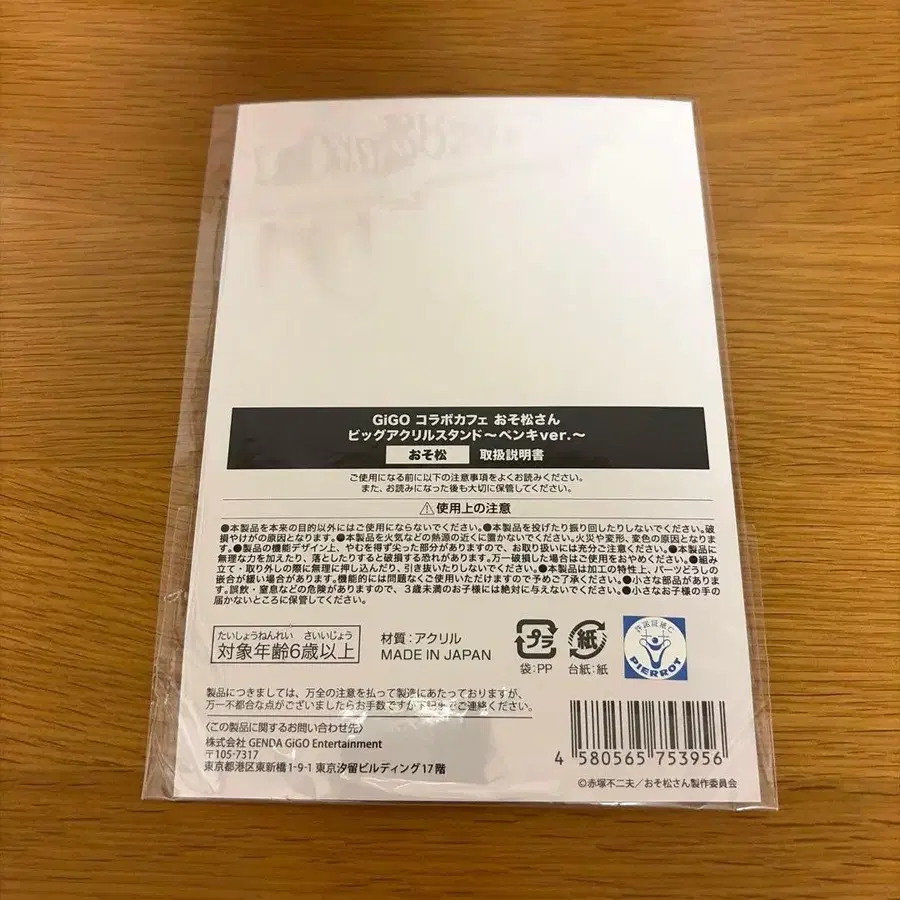 GiGO コラボカフェ おそ松さん
ビッグアクリルスタンド～ペンキver.～
おそ松 取扱説明書
ご使用になる前に以下の注意事項をよくお読みください。
また、お読みになった後も大切に保管してください。
⚠使用上の注意
●本製品を本来の目的以外にはご使用にならないでください。●本製品を投げたり振り回したりしないでください。破
損やけがの原因となります。●本製品を火気などの熱源の近くに置かないでください。火災や変形、変色の原因となりま
す。●製品の機能デザイン上、やむを得ず尖った部分がありますので、お取り扱いには充分ご注意ください。●本製品に
無理な力を加えたり、落としたりすると破損する恐れがあります。万一破損した場合はご使用をおやめください。●組み
立て・取り外しの際に無理に押し込んだり、引き抜いたりしないでください。●本製品は加工の特性上、パーツどうしの
嵌合が緩い場合があります。機能的には問題なくご使用いただけますので予めご了承ください。●小さな部品がありま
す。誤飲・窒息などの危険がありますので、３歳未満のお子様には絶対に与えないでください。●小さなお子様の手の
届かないところに保管してください。
たいしょうねんれい さいいじょう
対象年齢6歳以上
材質：アクリル
MADE IN JAPAN
プラ
袋：PP
紙
台紙：紙
許諾証紙C
PIERROT
製品につきましては、万全の注意を払って製造にあたっておりますが、
万一不都合な点がございましたらお手数ですが下記までご連絡ください。
〈この製品に関するお問い合わせ先〉
株式会社 GENDA GiGO Entertainment
〒105-7317
東京都港区東新橋1-9-1 東京汐留ビルディング17階
4 580565 753956
©赤塚不二夫／おそ松さん製作委員会